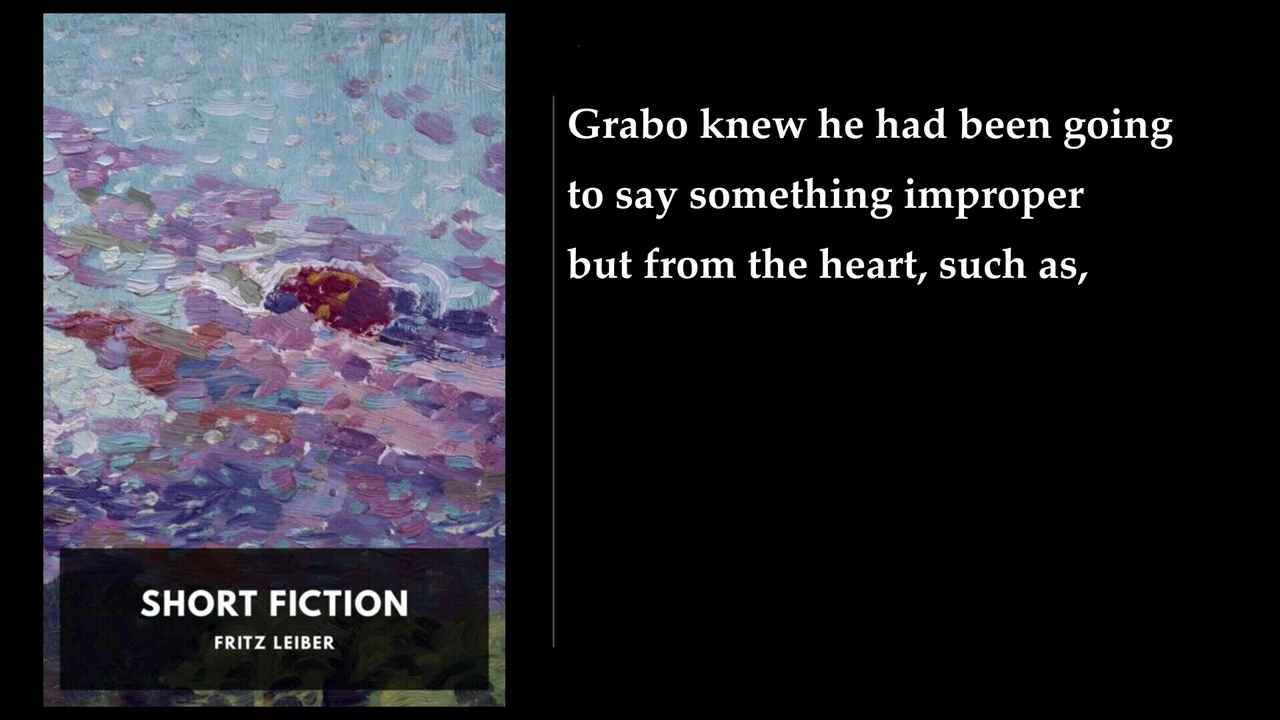 Grabo knew he had been going
to say something improper
but from the heart, such as,
SHORT FICTION
FRITZ LEIBER